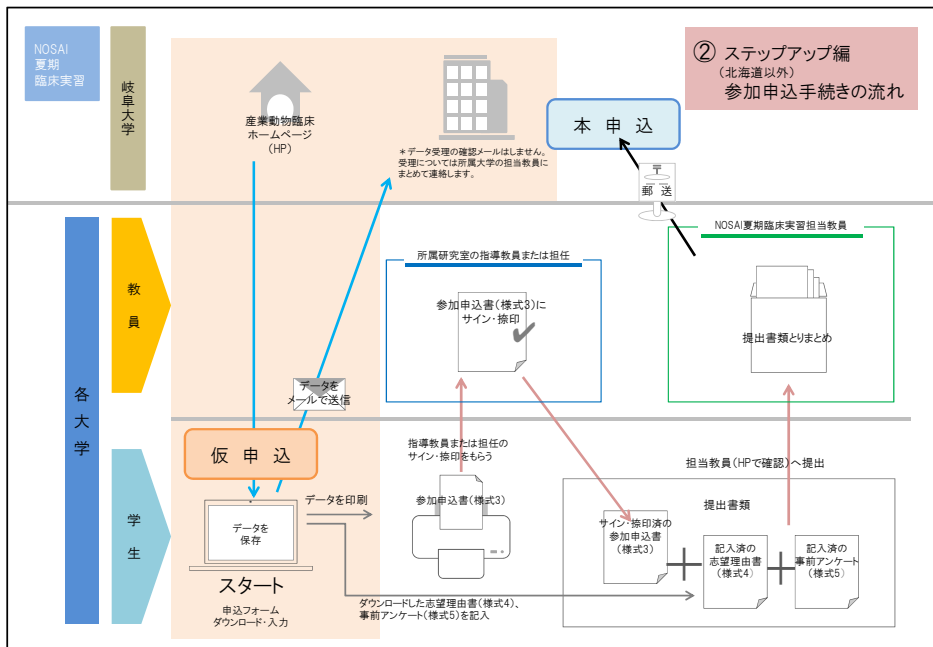 NOSAI
夏期
臨床実習
岐阜大学
産業動物臨床
ホームページ
(HP)
＊データ受理の確認メールはしません。
受理については所属大学の担当教員に
まとめて連絡します。
② ステップアップ編
(北海道以外)
参加申込手続きの流れ
本申込
〒
郵送
各大学
教員
所属研究室の指導教員または担任
参加申込書(様式3)に
サイン・捺印
NOSAI夏期臨床実習担当教員
提出書類とりまとめ
データを
メールで送信
学生
仮申込
データを
保存
スタート
申込フォーム
ダウンロード・入力
データを印刷
指導教員または担任の
サイン・捺印をもらう
参加申込書(様式3)
ダウンロードした志望理由書(様式4)、
事前アンケート(様式5)を記入
担当教員(HPで確認)へ提出
提出書類
サイン・捺印済の
参加申込書
(様式3)
記入済の
志望理由書
(様式4)
記入済の
事前アンケート
(様式5)